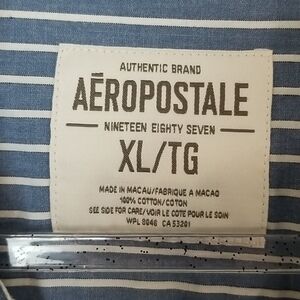 AUTHENTIC BRAND
AĒROPOSTALE
NINETEEN EIGHTY SEVEN
XL/TG
MADE IN MACAU/FABRIQUE A MACAO
100% COTTON/COTON
SEE SIDE FOR CARE/VOIR LE COTE POUR LE SOIN
WPL 8046 CA 53201